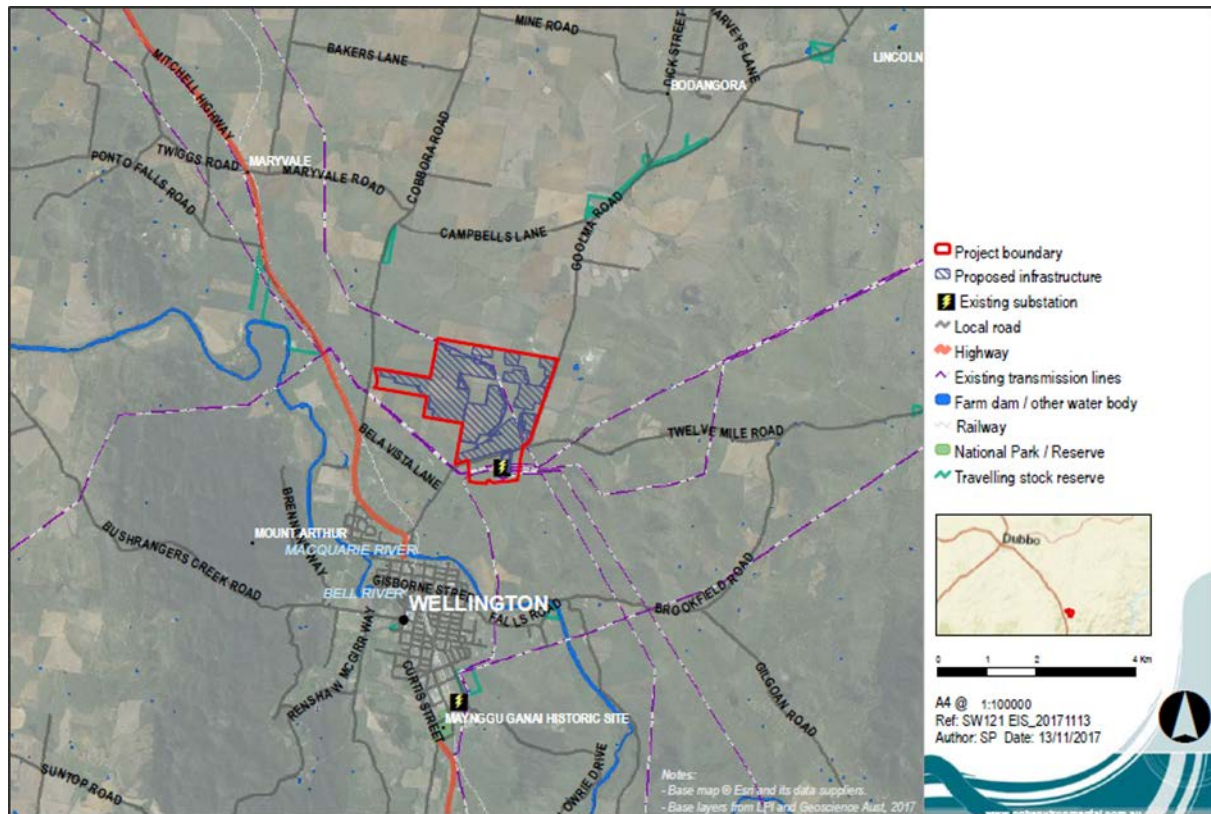 MINE ROAD
DICK STREET
HARVEYS LANE
LINCOLN
BAKERS LANE
BODANGORA
MITCHELL HIGHWAY
TWIGGS ROAD
MARYVALE
PONTO FALLS ROAD
MARYVALE ROAD
COBBORA ROAD
CAMPBELLS LANE
GOOLMA ROAD
TWELVE MILE ROAD
BELA VISTA LANE
MOUNT ARTHUR
MACQUARIE RIVER
BUSHRANGERS CREEK ROAD
BELL RIVER
GISBORNE STREET
WELLINGTON
FALLS ROAD
BROOKFIELD ROAD
RENSHAW MCGIRR WAY
CURTIS STREET
GILGOAN ROAD
MAYNGGU GANAI HISTORIC SITE
SUNTOP ROAD
Notes:
- Base map ® Esri and its data suppliers.
- Base layers from LPI and Geoscience Aust, 2017
Project boundary
Proposed infrastructure
Existing substation
Local road
Highway
Existing transmission lines
Farm dam / other water body
Railway
National Park / Reserve
Travelling stock reserve
Dubbo
0 1 2 4 Km
A4 @ 1:100000
Ref: SW121 EIS_20171113
Author: SP Date: 13/11/2017